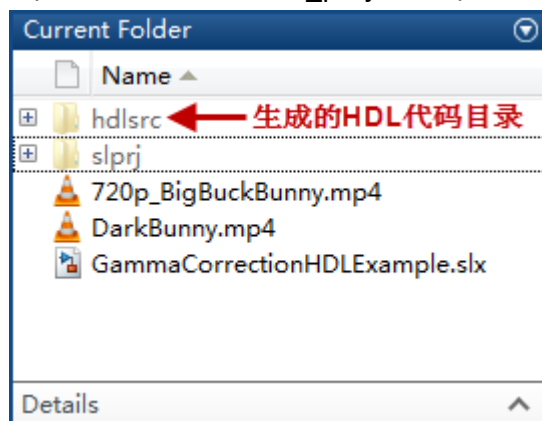 Current Folder
Name
hdlsrc 生成的HDL代码目录
slprj
720p_BigBuckBunny.mp4
DarkBunny.mp4
GammaCorrectionHDLExample.slx
Details